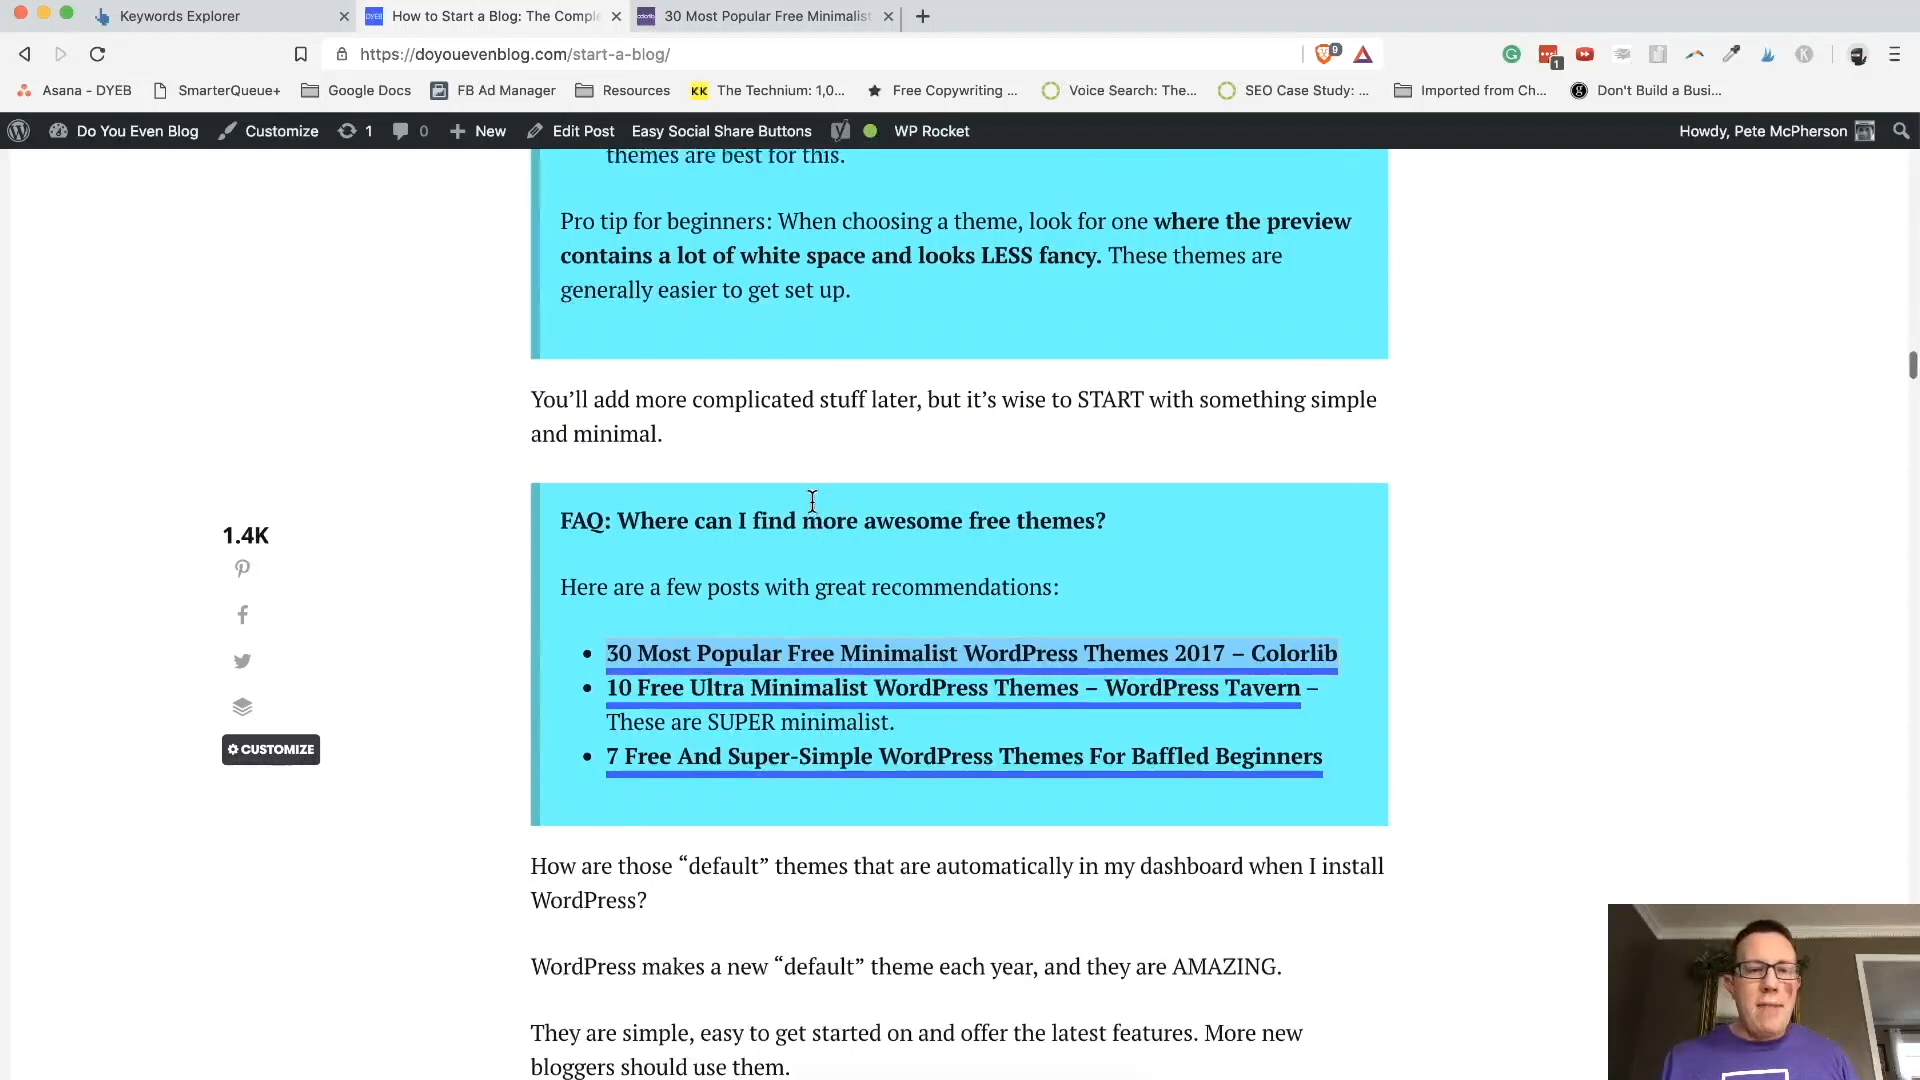 Keywords Explorer
How to Start a Blog: The Comple
30 Most Popular Free Minimalist
https://doyouevenblog.com/start-a-blog/
9
1
Asana - DYEB
SmarterQueue+
Google Docs
FB Ad Manager
Resources
KK
The Technium: 1,0...
Free Copywriting ...
Voice Search: The...
SEO Case Study: ...
Imported from Ch...
Don't Build a Busi...
Do You Even Blog
Customize
1
0
New
Edit Post
Easy Social Share Buttons
WP Rocket
Howdy, Pete McPherson
themes are best for this.
Pro tip for beginners: When choosing a theme, look for one where the preview
contains a lot of white space and looks LESS fancy. These themes are
generally easier to get set up.
You’ll add more complicated stuff later, but it’s wise to START with something simple
and minimal.
FAQ: Where can I find more awesome free themes?
Here are a few posts with great recommendations:
• 30 Most Popular Free Minimalist WordPress Themes 2017 – Colorlib
• 10 Free Ultra Minimalist WordPress Themes – WordPress Tavern –
These are SUPER minimalist.
• 7 Free And Super-Simple WordPress Themes For Baffled Beginners
1.4K
CUSTOMIZE
How are those “default” themes that are automatically in my dashboard when I install
WordPress?
WordPress makes a new “default” theme each year, and they are AMAZING.
They are simple, easy to get started on and offer the latest features. More new
bloggers should use them.